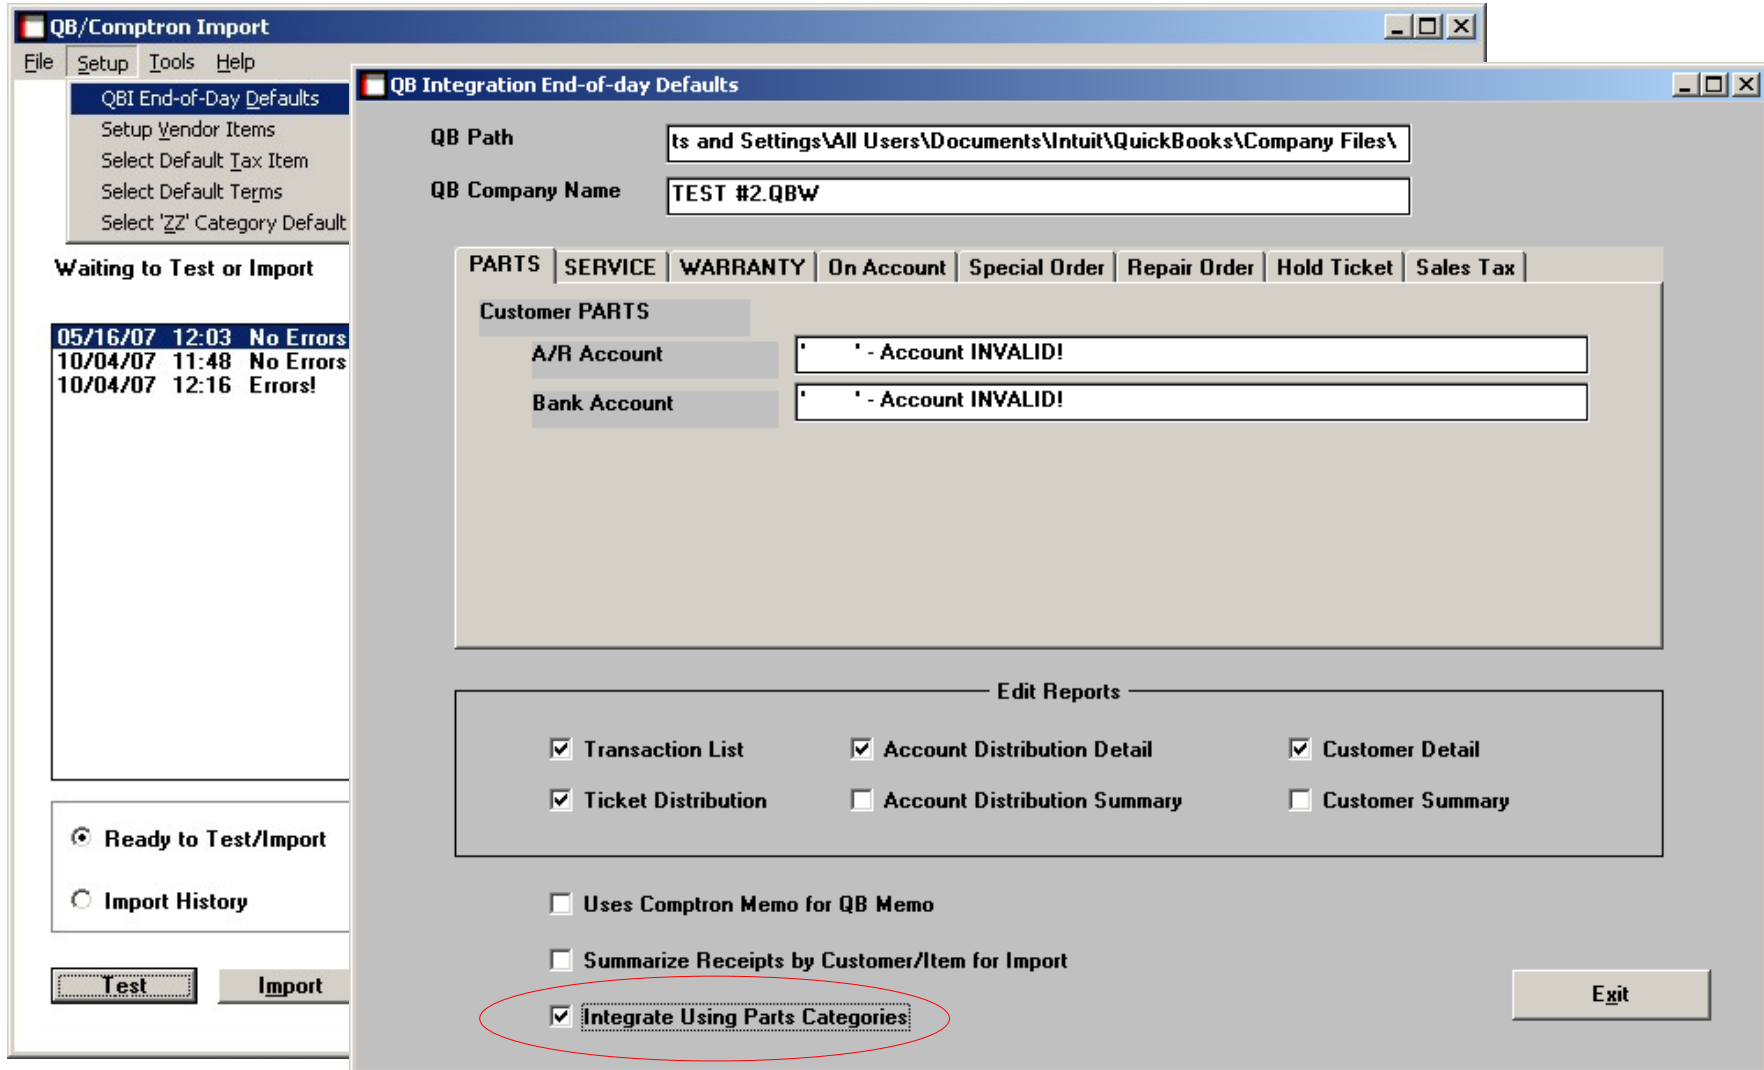 QB/Comptron Import
File Setup Tools Help
QBI End-of-Day Defaults
Setup Vendor Items
Select Default Tax Item
Select Default Terms
Select 'ZZ' Category Default
Waiting to Test or Import
05/16/07 12:03 No Errors
10/04/07 11:48 No Errors
10/04/07 12:16 Errors!
Ready to Test/Import
Import History
Test Import
QB Integration End-of-day Defaults
QB Path ts and Settings\All Users\Documents\Intuit\QuickBooks\Company Files\
QB Company Name TEST #2.QBW
PARTS SERVICE WARRANTY On Account Special Order Repair Order Hold Ticket Sales Tax
Customer PARTS
A/R Account ' ' - Account INVALID!
Bank Account ' ' - Account INVALID!
Edit Reports
Transaction List Account Distribution Detail Customer Detail
Ticket Distribution Account Distribution Summary Customer Summary
Uses Comptron Memo for QB Memo
Summarize Receipts by Customer/Item for Import
Integrate Using Parts Categories
Exit